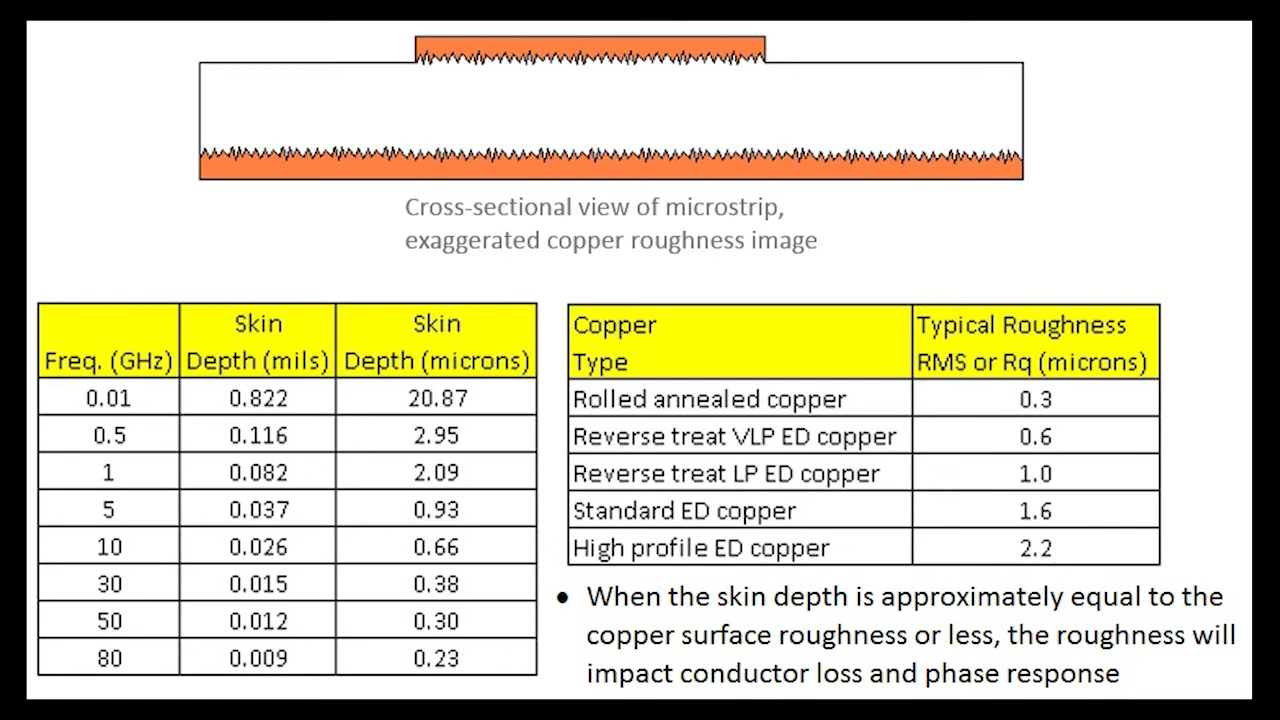 Cross-sectional view of microstrip,
exaggerated copper roughness image
Freq. (GHz) Skin Depth (mils) Skin Depth (microns)
0.01 0.822 20.87
0.5 0.116 2.95
1 0.082 2.09
5 0.037 0.93
10 0.026 0.66
30 0.015 0.38
50 0.012 0.30
80 0.009 0.23
Copper Type Typical Roughness RMS or Rq (microns)
Rolled annealed copper 0.3
Reverse treat VLP ED copper 0.6
Reverse treat LP ED copper 1.0
Standard ED copper 1.6
High profile ED copper 2.2
• When the skin depth is approximately equal to the
copper surface roughness or less, the roughness will
impact conductor loss and phase response